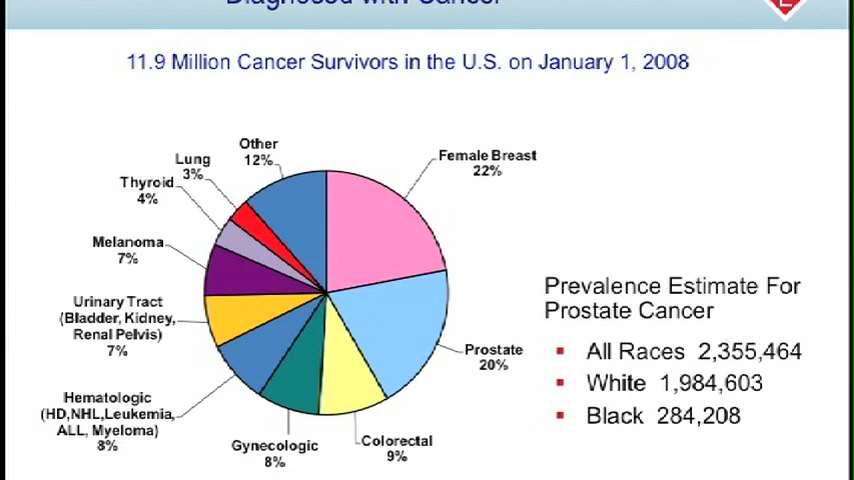 Diagnosed with Cancer
11.9 Million Cancer Survivors in the U.S. on January 1, 2008
Other
12%
Lung
3%
Thyroid
4%
Melanoma
7%
Urinary Tract
(Bladder, Kidney,
Renal Pelvis)
7%
Hematologic
(HD,NHL,Leukemia,
ALL, Myeloma)
8%
Gynecologic
8%
Colorectal
9%
Prostate
20%
Female Breast
22%
Prevalence Estimate For
Prostate Cancer
All Races 2,355,464
White 1,984,603
Black 284,208